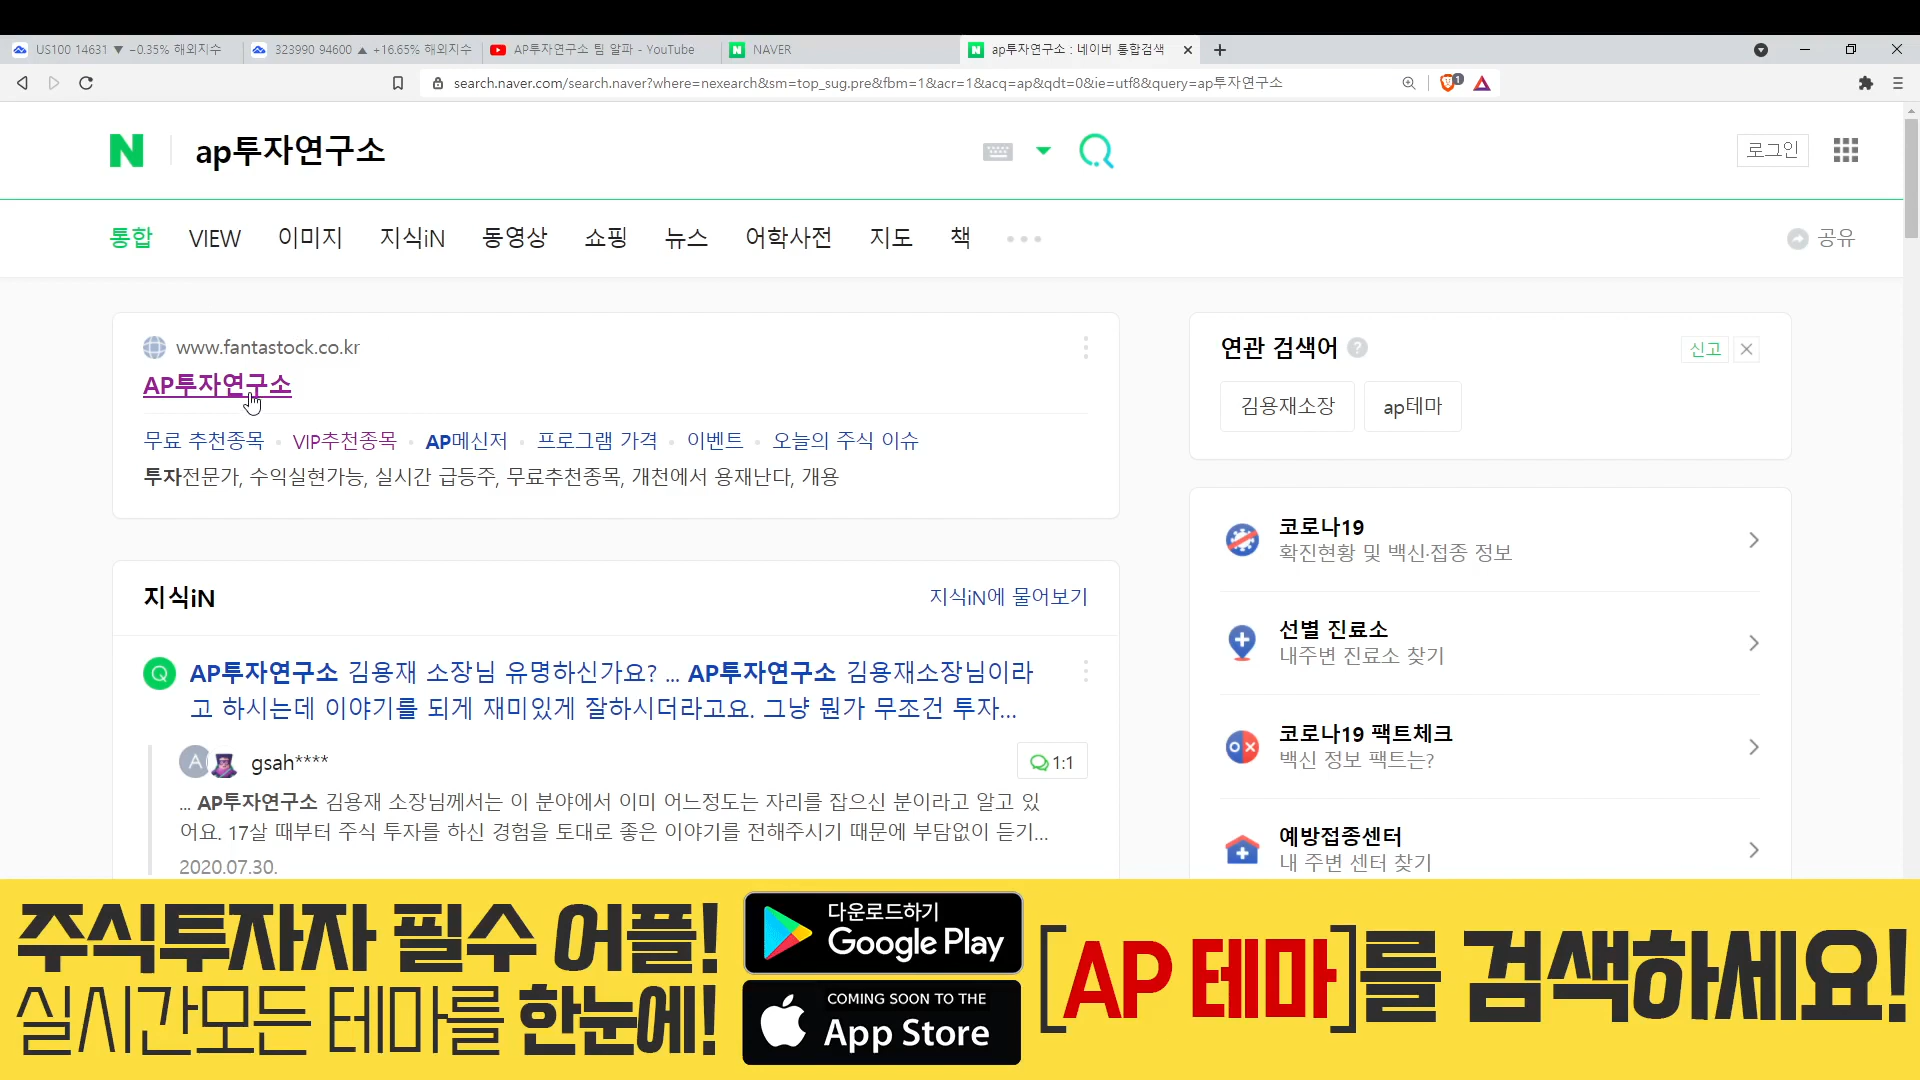 US100 14631 ▼ −0.35% 해외지수
323990 94600 ▲ +16.65% 해외지수
AP투자연구소 팀 알파 - YouTube
NAVER
ap투자연구소 : 네이버 통합검색
search.naver.com/search.naver?where=nexearch&sm=top_sug.pre&fbm=1&acr=1&acq=ap&qdt=0&ie=utf8&query=ap투자연구소
1
N
ap투자연구소
로그인
통합 VIEW 이미지 지식iN 동영상 쇼핑 뉴스 어학사전 지도 책
공유
www.fantastock.co.kr
AP투자연구소
무료 추천종목 · VIP추천종목 · AP메신저 · 프로그램 가격 · 이벤트 · 오늘의 주식 이슈
투자전문가, 수익실현가능, 실시간 급등주, 무료추천종목, 개천에서 용재난다, 개용
연관 검색어 ?
신고
김용재소장 ap테마
지식iN
지식iN에 물어보기
Q AP투자연구소 김용재 소장님 유명하신가요? ... AP투자연구소 김용재소장님이라
고 하시는데 이야기를 되게 재미있게 잘하시더라고요. 그냥 뭔가 무조건 투자...
A gsah****
1:1
... AP투자연구소 김용재 소장님께서는 이 분야에서 이미 어느정도는 자리를 잡으신 분이라고 알고 있
어요. 17살 때부터 주식 투자를 하신 경험을 토대로 좋은 이야기를 전해주시기 때문에 부담없이 듣기...
2020.07.30.
코로나19
확진현황 및 백신·접종 정보
선별 진료소
내주변 진료소 찾기
코로나19 팩트체크
백신 정보 팩트는?
예방접종센터
내 주변 센터 찾기
주식투자자 필수 어플!
실시간모든 테마를 한눈에!
다운로드하기
Google Play
COMING SOON TO THE
App Store
[AP 테마]를 검색하세요!